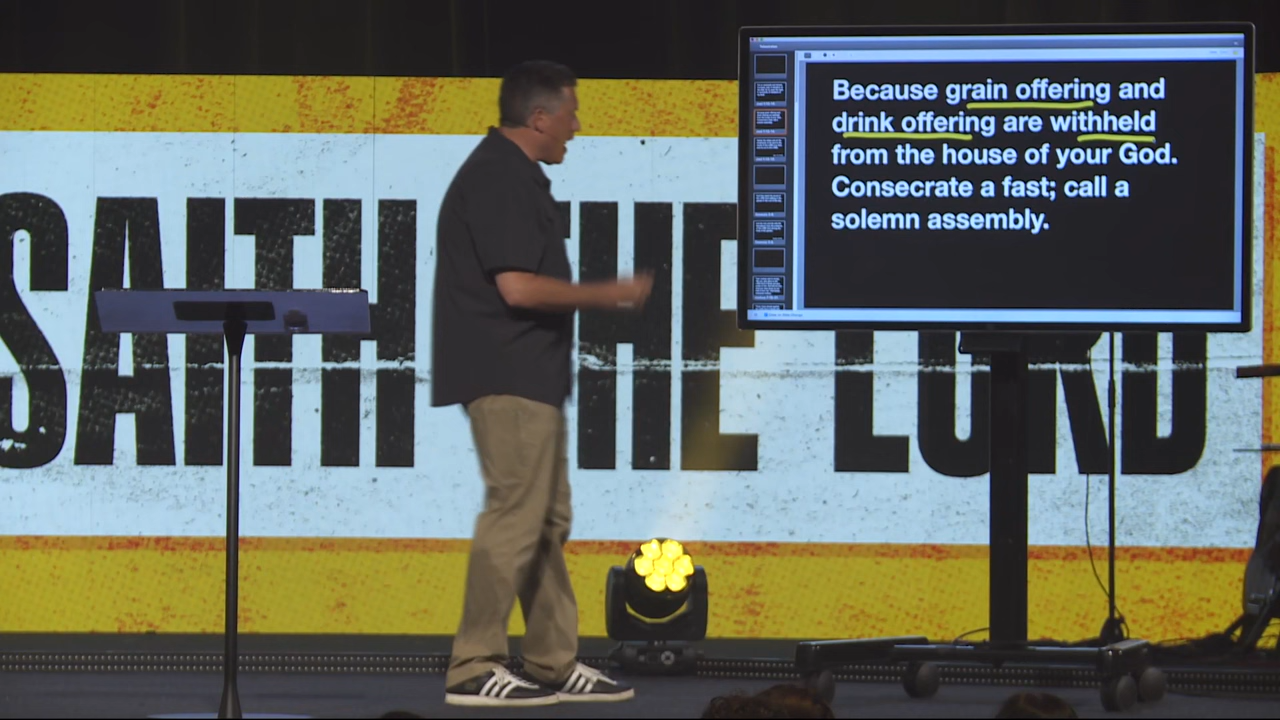 Because grain offering and
drink offering are withheld
from the house of your God.
Consecrate a fast; call a
solemn assembly.
SAITH THE LORD